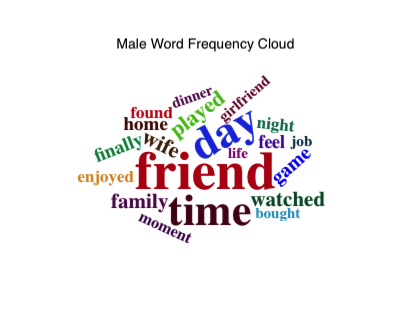 Male Word Frequency Cloud
girlfriend
dinner
played
found
day
home
night
wife
finally
feel
job
life
game
friend
enjoyed
family
time
watched
bought
moment